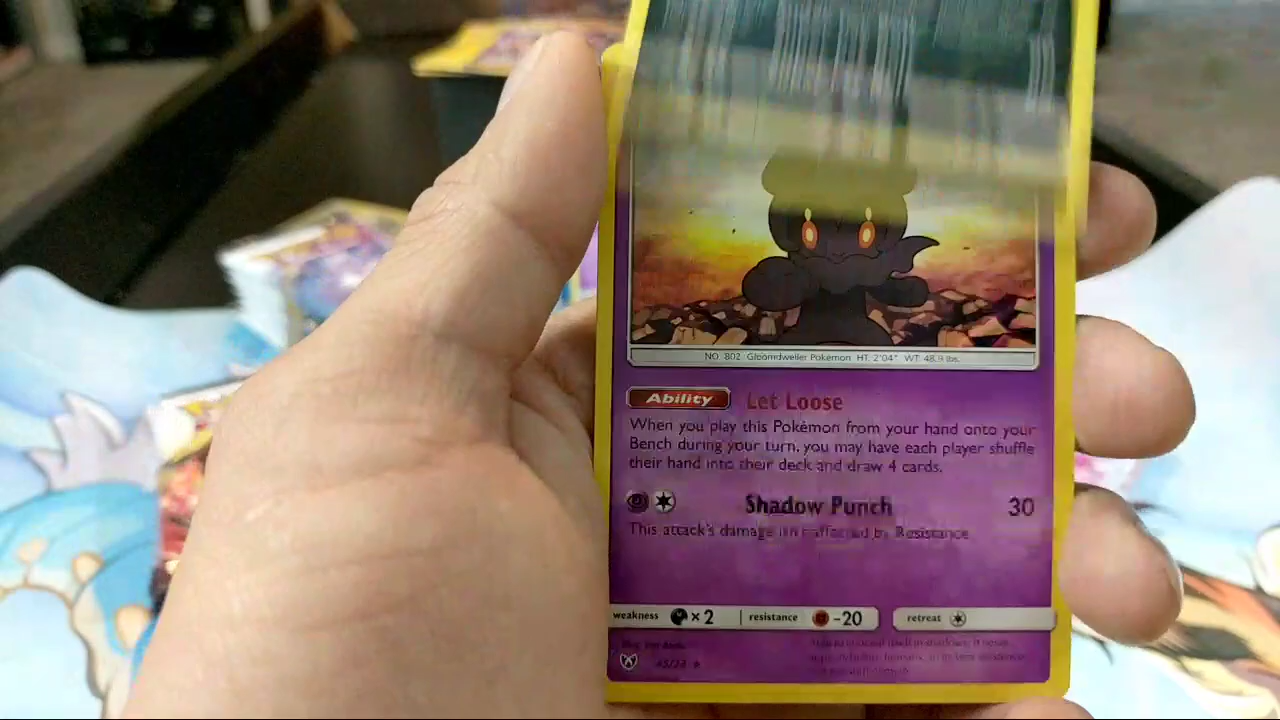 NO. 802 Gloomdweller Pokémon HT. 2'04" WT. 48.9 lbs.
Ability Let Loose
When you play this Pokémon from your hand onto your
Bench during your turn, you may have each player shuffle
their hand into their deck and draw 4 cards.
Shadow Punch 30
This attack's damage isn't affected by Resistance
weakness ×2 resistance -20 retreat